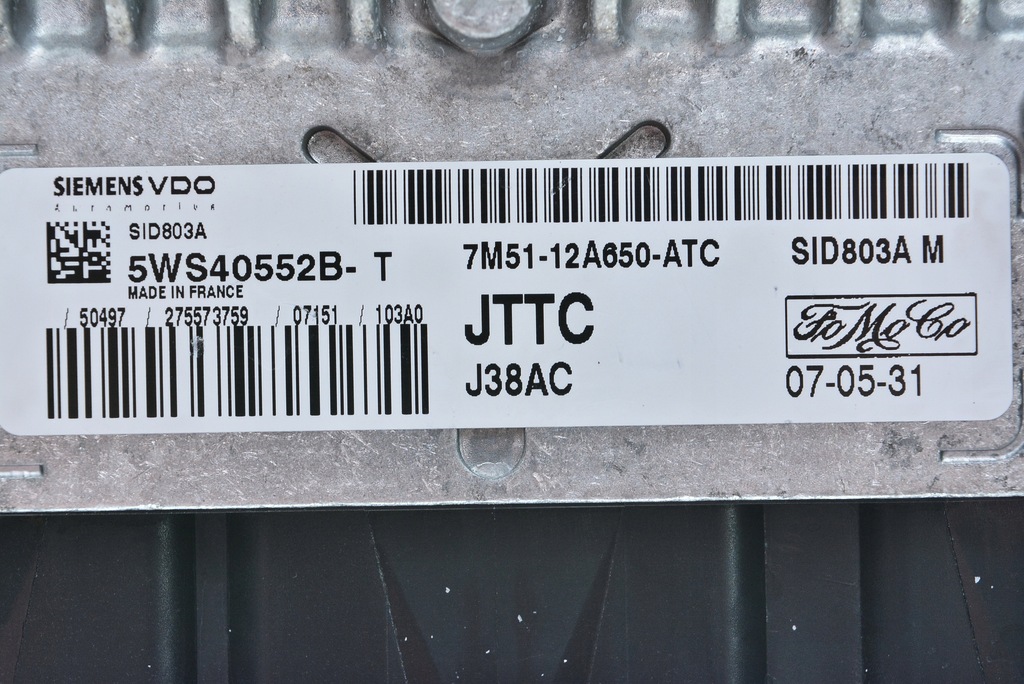 SIEMENS VDO
Automotive
SID803A
5WS40552B- T
MADE IN FRANCE
/ 50497 / 275573759 / 07151 / 103A0
7M51-12A650-ATC
JTTC
J38AC
SID803A M
FoMoCo
07-05-31